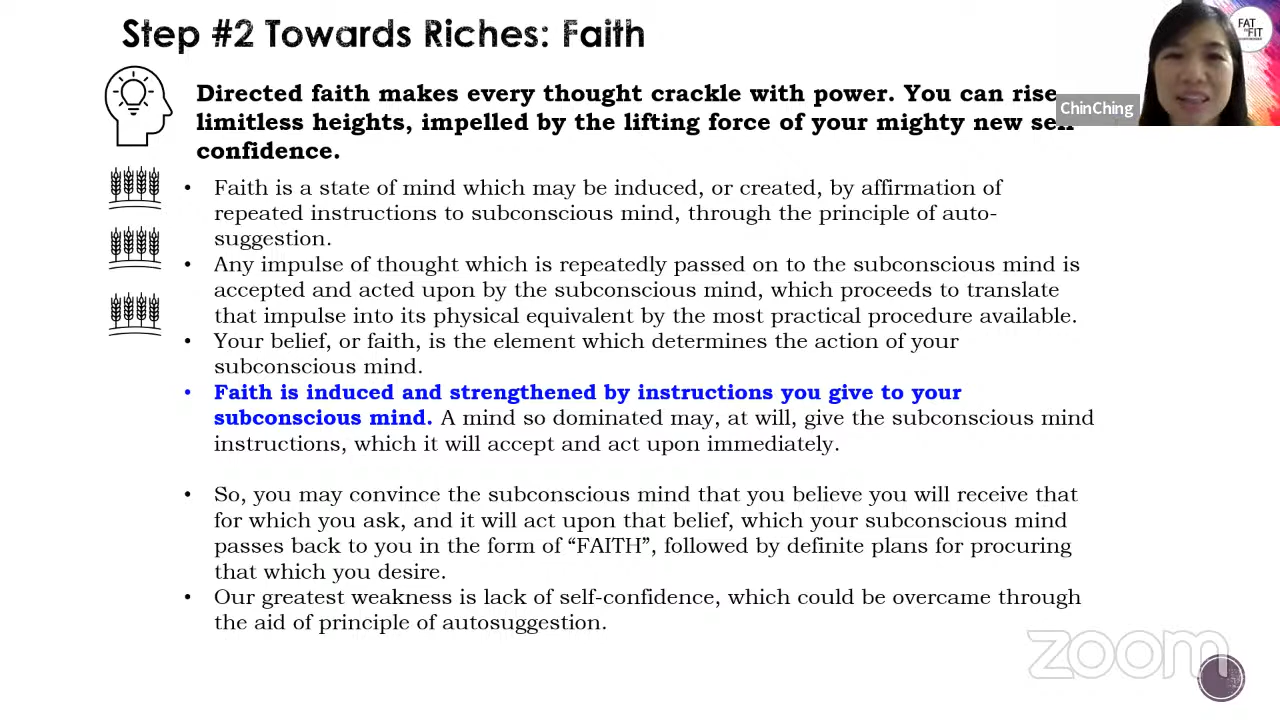 Step #2 Towards Riches: Faith
FAT
FIT
ChinChing
Directed faith makes every thought crackle with power. You can rise
limitless heights, impelled by the lifting force of your mighty new self
confidence.
• Faith is a state of mind which may be induced, or created, by affirmation of
repeated instructions to subconscious mind, through the principle of auto-
suggestion.
• Any impulse of thought which is repeatedly passed on to the subconscious mind is
accepted and acted upon by the subconscious mind, which proceeds to translate
that impulse into its physical equivalent by the most practical procedure available.
• Your belief, or faith, is the element which determines the action of your
subconscious mind.
• Faith is induced and strengthened by instructions you give to your
subconscious mind. A mind so dominated may, at will, give the subconscious mind
instructions, which it will accept and act upon immediately.
• So, you may convince the subconscious mind that you believe you will receive that
for which you ask, and it will act upon that belief, which your subconscious mind
passes back to you in the form of “FAITH”, followed by definite plans for procuring
that which you desire.
• Our greatest weakness is lack of self-confidence, which could be overcame through
the aid of principle of autosuggestion.
zoom